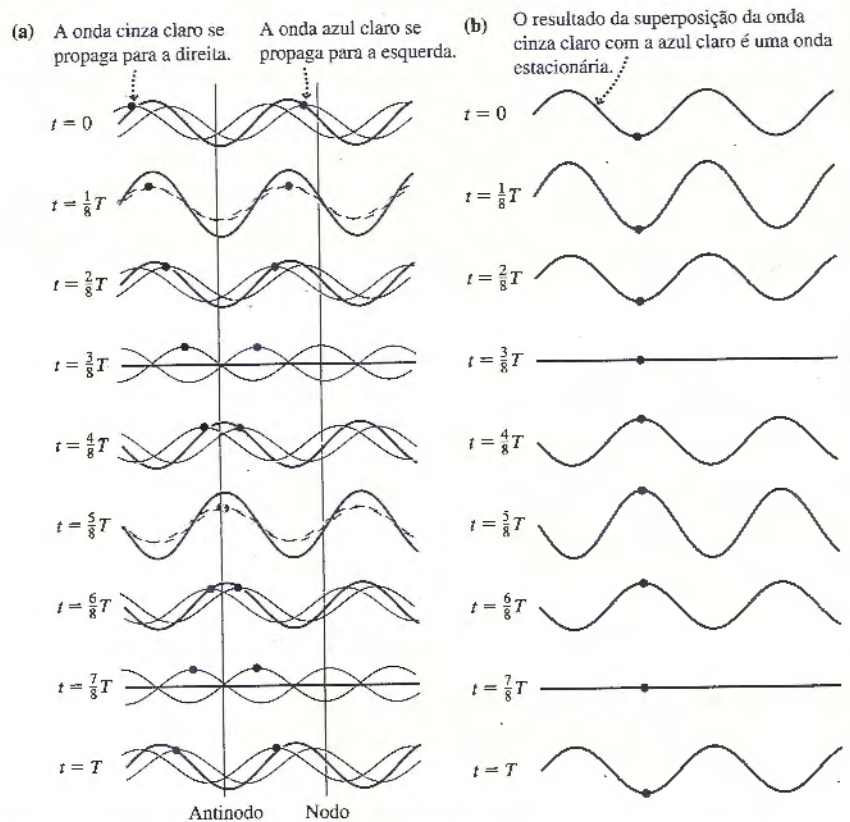 (a) A onda cinza claro se
propaga para a direita.
A onda azul claro se
propaga para a esquerda.
t = 0
t = 1/8 T
t = 2/8 T
t = 3/8 T
t = 4/8 T
t = 5/8 T
t = 6/8 T
t = 7/8 T
t = T
Antinodo
Nodo
(b) O resultado da superposição da onda
cinza claro com a azul claro é uma onda
estacionária.
t = 0
t = 1/8 T
t = 2/8 T
t = 3/8 T
t = 4/8 T
t = 5/8 T
t = 6/8 T
t = 7/8 T
t = T